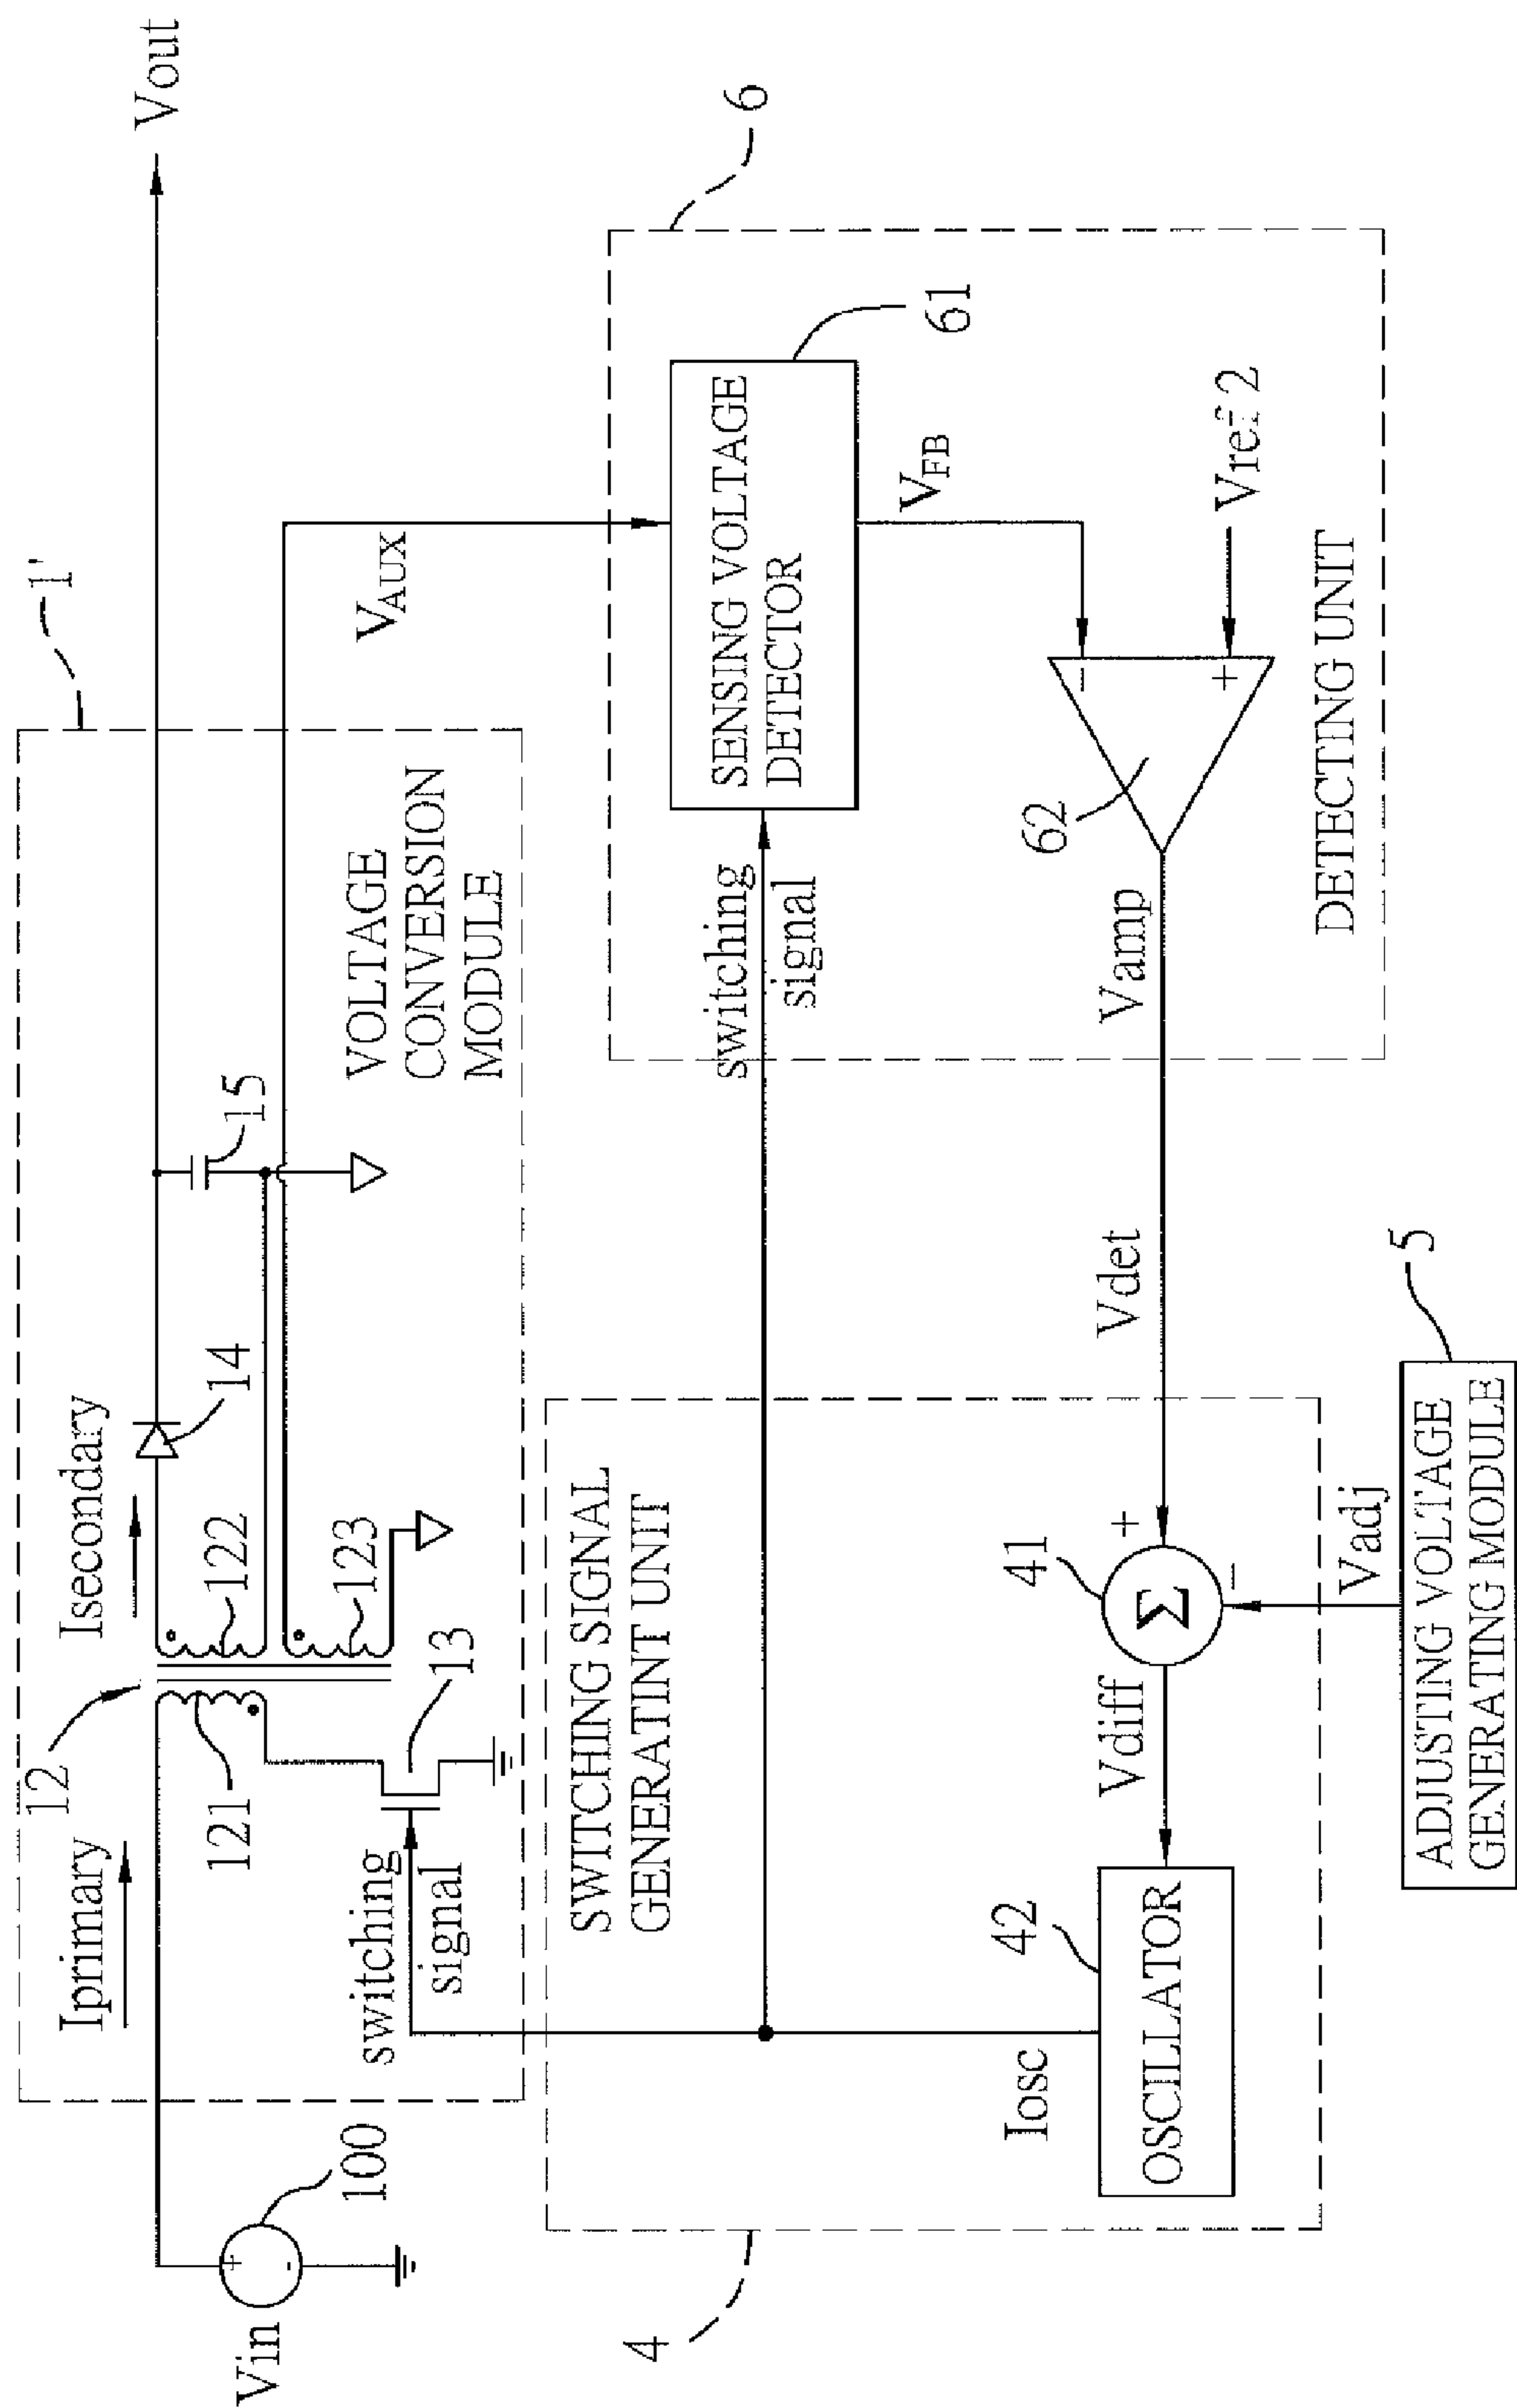 Vin
100
Iprimary
12
121
Isecondary
122
123
13
14
15
1'
Vout
switching
signal
VOLTAGE
CONVERSION
MODULE
VAUX
4
SWITCHING SIGNAL
GENERATINT UNIT
Iosc
42
OSCILLATOR
Vdiff
41
Σ
+
-
Vadj
5
ADJUSTING VOLTAGE
GENERATING MODULE
Vdet
Vamp
switching
signal
SENSING VOLTAGE
DETECTOR
61
6
VFB
62
-
+
Vref 2
DETECTING UNIT
+
-